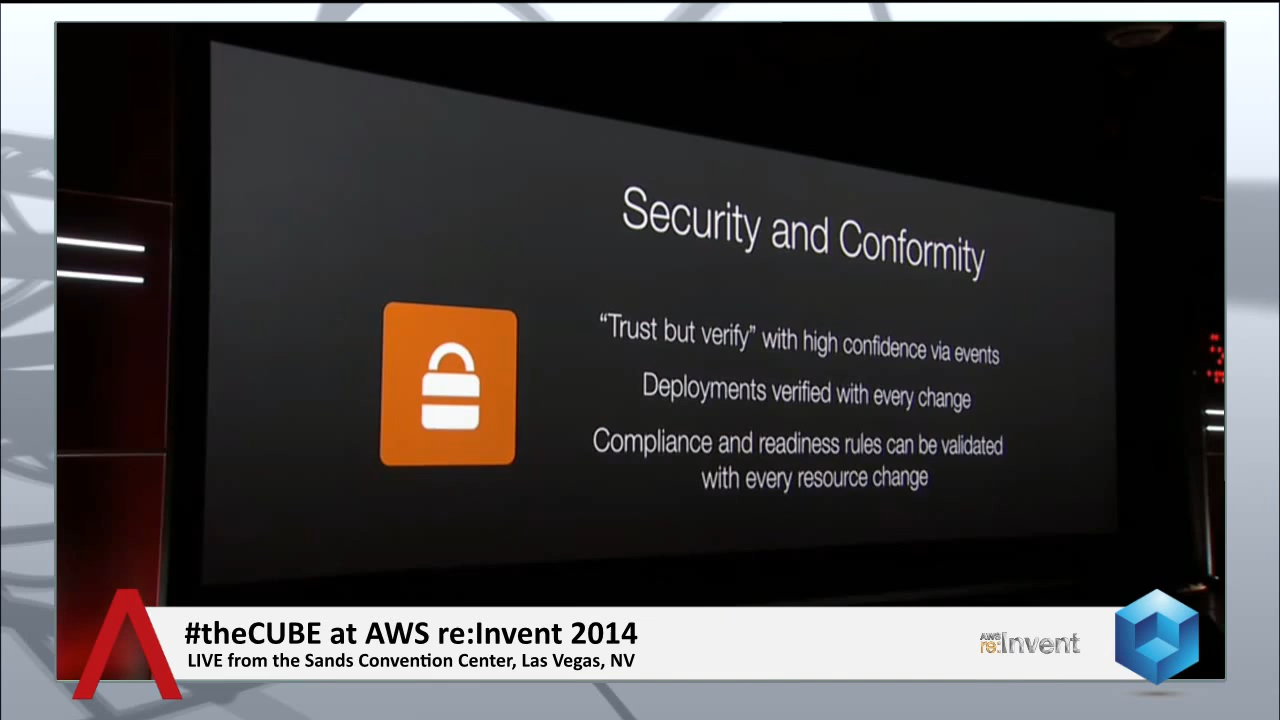 Security and Conformity
“Trust but verify” with high confidence via events
Deployments verified with every change
Compliance and readiness rules can be validated
with every resource change
#theCUBE at AWS re:Invent 2014
LIVE from the Sands Convention Center, Las Vegas, NV
AWS
re:Invent